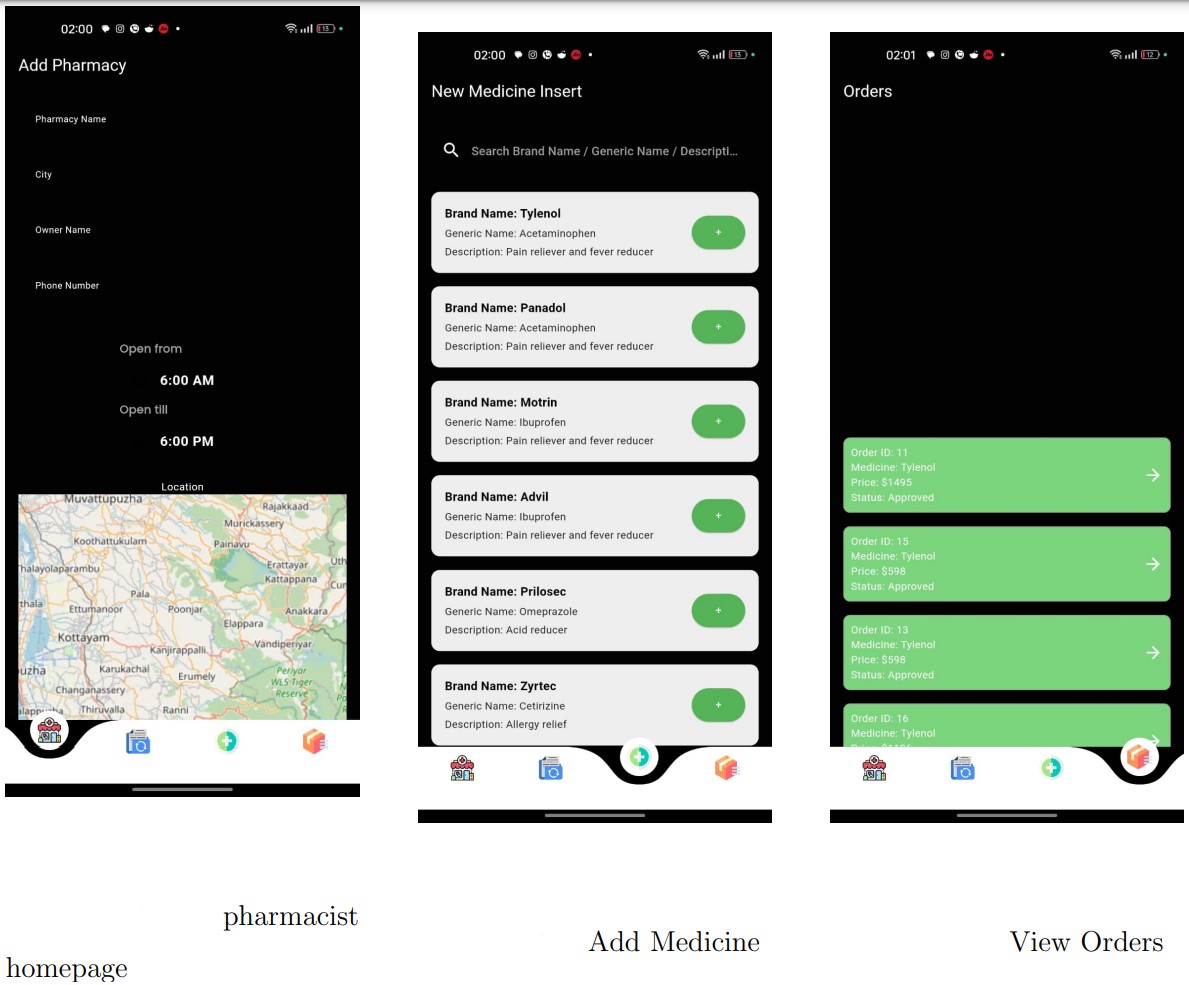 02:00
13
Add Pharmacy
Pharmacy Name
City
Owner Name
Phone Number
Open from
6:00 AM
Open till
6:00 PM
Location
Muvattupuzha
Rajakkad
Murickassery
Koothattukulam
Painavu
halayolaparambu
Erattayar
Uth
Kattappana
Cur
Pala
thala
Ettumanoor
Poonjar
Anakkara
Elappara
Kottayam
Vandiperiyar
Kanjirappalli
uzha
Karukachal
Erumely
Periyar
WLS Tiger
Reserve
Changanassery
alappuzha
Thiruvalla
Ranni
pharmacist
homepage
02:00
13
New Medicine Insert
Search Brand Name / Generic Name / Descripti...
Brand Name: Tylenol
Generic Name: Acetaminophen
Description: Pain reliever and fever reducer
+
Brand Name: Panadol
Generic Name: Acetaminophen
Description: Pain reliever and fever reducer
+
Brand Name: Motrin
Generic Name: Ibuprofen
Description: Pain reliever and fever reducer
+
Brand Name: Advil
Generic Name: Ibuprofen
Description: Pain reliever and fever reducer
+
Brand Name: Prilosec
Generic Name: Omeprazole
Description: Acid reducer
+
Brand Name: Zyrtec
Generic Name: Cetirizine
Description: Allergy relief
+
Add Medicine
02:01
12
Orders
Order ID: 11
Medicine: Tylenol
Price: $1495
Status: Approved
Order ID: 15
Medicine: Tylenol
Price: $598
Status: Approved
Order ID: 13
Medicine: Tylenol
Price: $598
Status: Approved
Order ID: 16
Medicine: Tylenol
View Orders